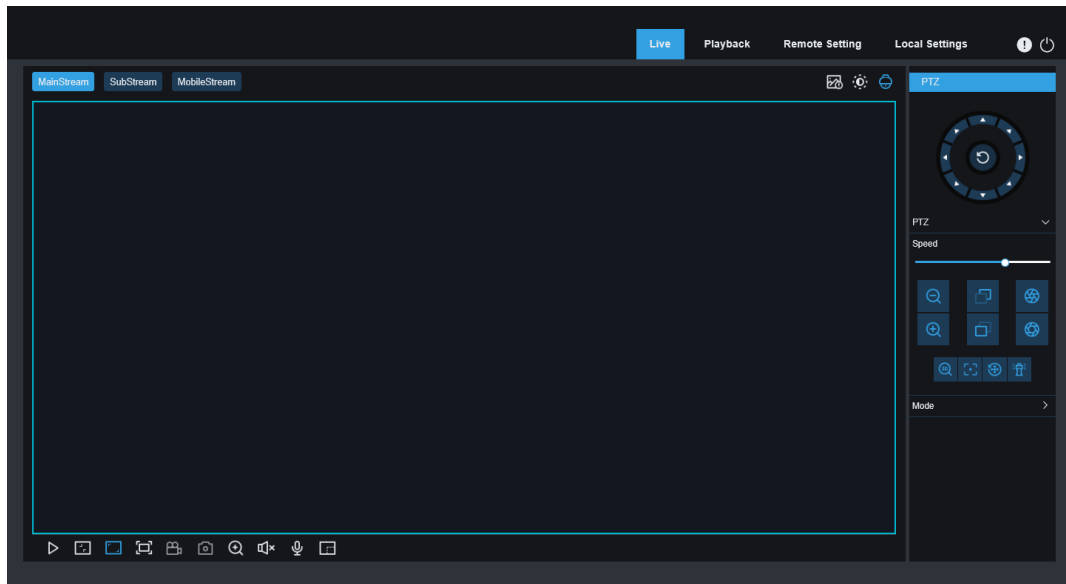 Live Playback Remote Setting Local Settings
MainStream SubStream MobileStream
PTZ
PTZ
Speed
Mode